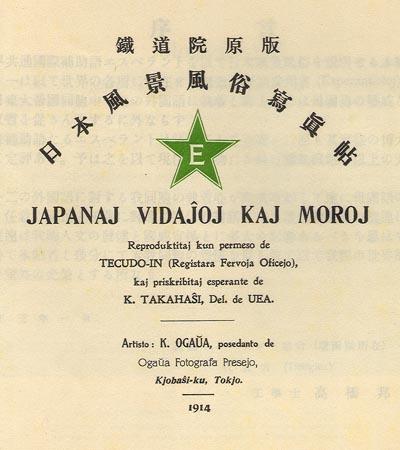 鐵道院原版
日本風景風俗寫眞帖
E
JAPANAJ VIDAĴOJ KAJ MOROJ
Reproduktitaj kun permeso de
TECUDO-IN (Registara Fervoja Oficejo),
kaj priskribitaj esperante de
K. TAKAHAŜI, Del. de UEA.
Artisto: K. OGAŬA, posedanto de
Ogaŭa Fotografa Presejo,
Kjobaŝi-ku, Tokjo.
1914